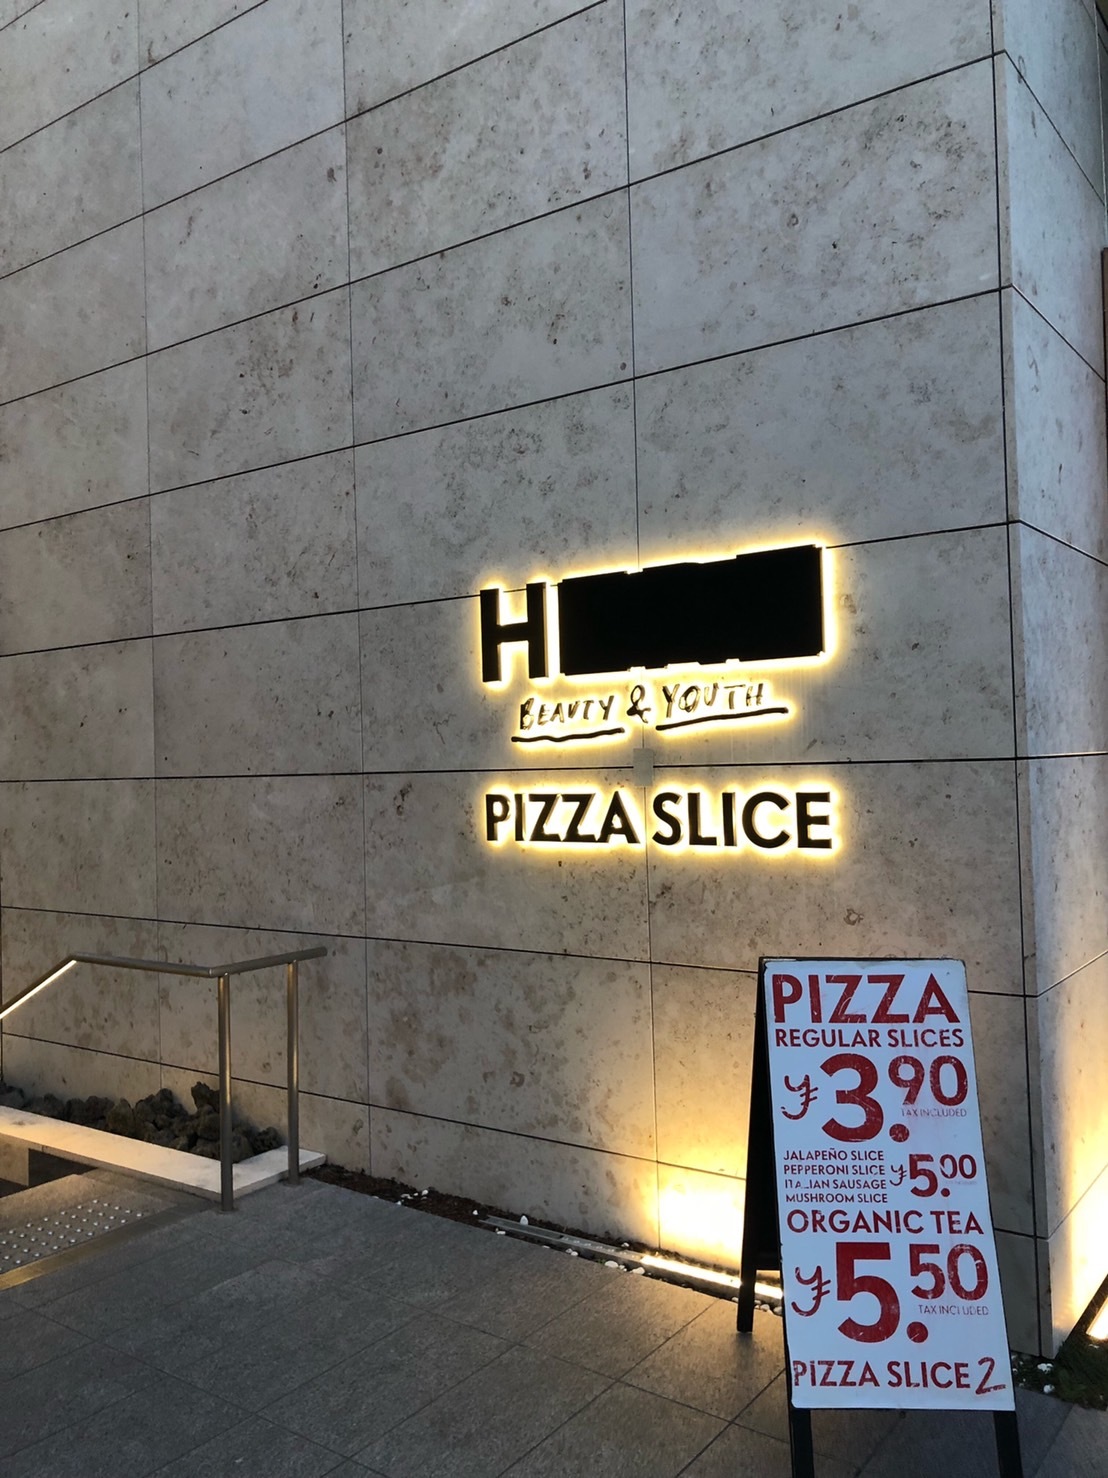 H
BEAUTY & YOUTH
PIZZA SLICE
PIZZA
REGULAR SLICES
¥3.90
TAX INCLUDED
JALAPEÑO SLICE
PEPPERONI SLICE
ITALIAN SAUSAGE
MUSHROOM SLICE
¥5.00
ORGANIC TEA
¥5.50
TAX INCLUDED
PIZZA SLICE 2